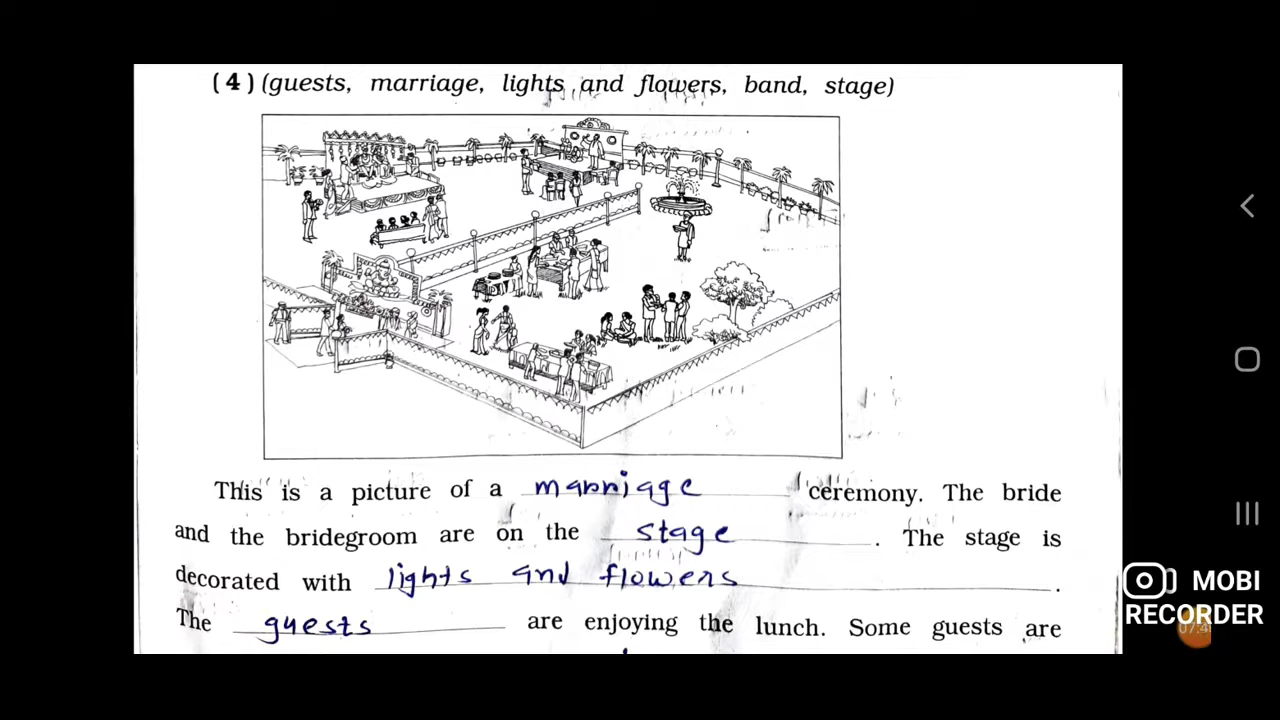 (4) (guests, marriage, lights and flowers, band, stage)
This is a picture of a marriage ceremony. The bride
and the bridegroom are on the stage. The stage is
decorated with lights and flowers.
The guests are enjoying the lunch. Some guests are
MOBI
RECORDER